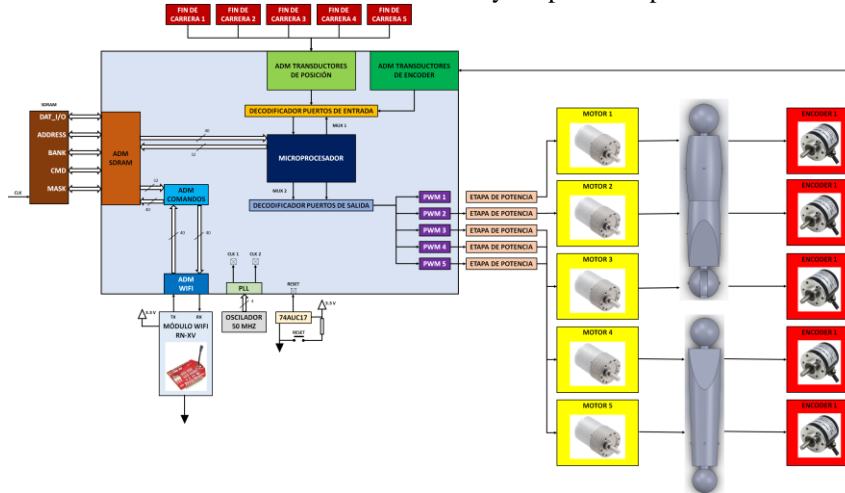 FIN DE
CARRERA 1
FIN DE
CARRERA 2
FIN DE
CARRERA 3
FIN DE
CARRERA 4
FIN DE
CARRERA 5
ADM TRANSDUCTORES
DE POSICIÓN
ADM TRANSDUCTORES
DE ENCODER
SDRAM
DAT_I/O
ADDRESS
BANK
CMD
MASK
CLK
ADM
SDRAM
DECODIFICADOR PUERTOS DE ENTRADA
MUX 1
MICROPROCESADOR
MUX 2
DECODIFICADOR PUERTOS DE SALIDA
ADM
COMANDOS
40
40
ADM
WIFI
TX
RX
3.3 V
MÓDULO WIFI
RN-XV
CLK 1
CLK 2
PLL
OSCILADOR
50 MHZ
RESET
74AUC17
3.3 V
RESET
PWM 1
PWM 2
PWM 3
PWM 4
PWM 5
ETAPA DE POTENCIA
ETAPA DE POTENCIA
ETAPA DE POTENCIA
ETAPA DE POTENCIA
ETAPA DE POTENCIA
MOTOR 1
MOTOR 2
MOTOR 3
MOTOR 4
MOTOR 5
ENCODER 1
ENCODER 1
ENCODER 1
ENCODER 1
ENCODER 1